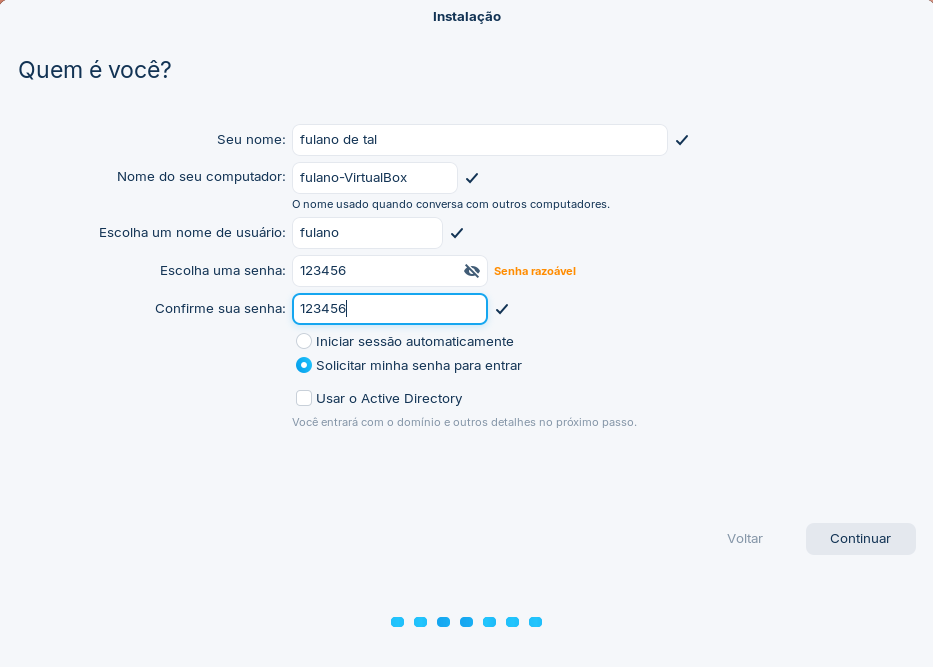 Instalação
Quem é você?
Seu nome: fulano de tal
Nome do seu computador: fulano-VirtualBox
O nome usado quando conversa com outros computadores.
Escolha um nome de usuário: fulano
Escolha uma senha: 123456 Senha razoável
Confirme sua senha: 123456
Iniciar sessão automaticamente
Solicitar minha senha para entrar
Usar o Active Directory
Você entrará com o domínio e outros detalhes no próximo passo.
Voltar Continuar